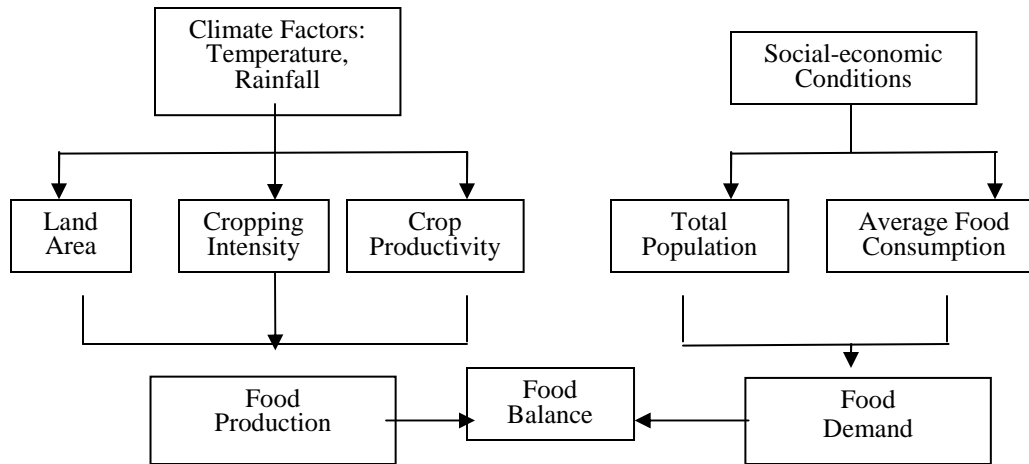 Climate Factors:
Temperature,
Rainfall
Social-economic
Conditions
Land
Area
Cropping
Intensity
Crop
Productivity
Total
Population
Average Food
Consumption
Food
Production
Food
Balance
Food
Demand